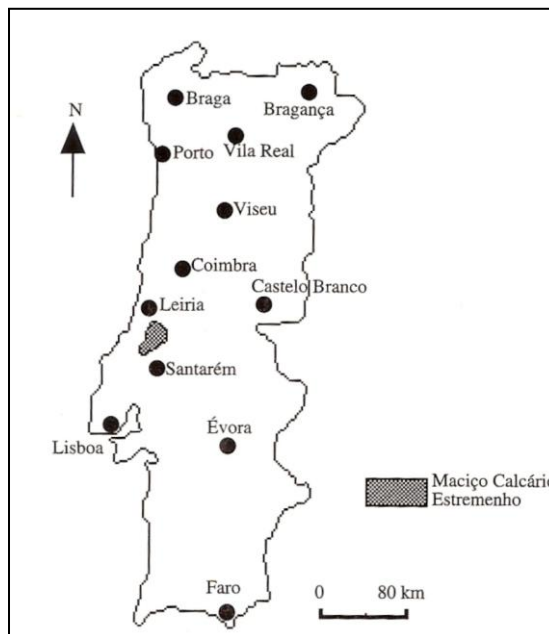 N
Braga
Bragança
Porto
Vila Real
Viseu
Coimbra
Castelo Branco
Leiria
Santarém
Lisboa
Évora
Maciço Calcário
Estremenho
Faro
0 80 km